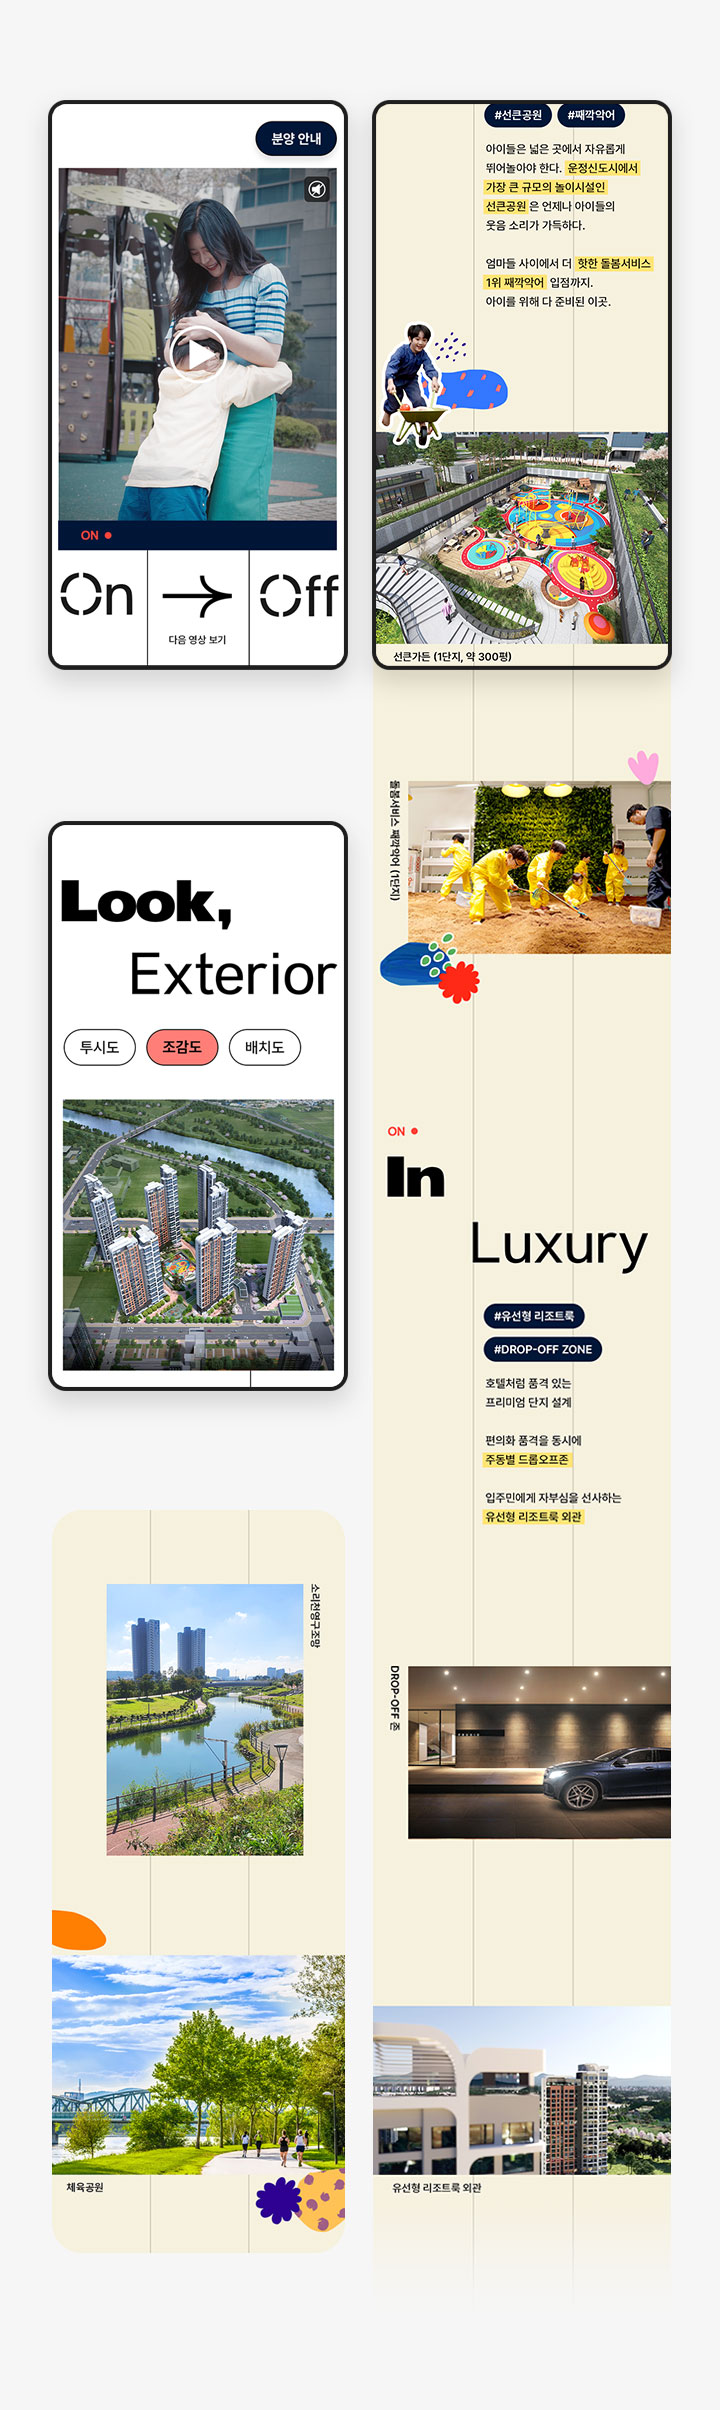 분양 안내
ON
On
다음 영상 보기
Off
#선큰공원 #째깍악어
아이들은 넓은 곳에서 자유롭게
뛰어놀아야 한다. 운정신도시에서
가장 큰 규모의 놀이시설인
선큰공원은 언제나 아이들의
웃음 소리가 가득하다.
엄마들 사이에서 더 핫한 돌봄서비스
1위 째깍악어 입점까지.
아이를 위해 다 준비된 이곳.
선큰가든 (1단지, 약 300평)
돌봄서비스 째깍악어 (1단지)
Look,
Exterior
투시도 조감도 배치도
ON
In
Luxury
#유선형 리조트룩
#DROP-OFF ZONE
호텔처럼 품격 있는
프리미엄 단지 설계
편의화 품격을 동시에
주동별 드롭오프존
입주민에게 자부심을 선사하는
유선형 리조트룩 외관
DROP-OFF 존
유선형 리조트룩 외관
소리천영구조망
체육공원